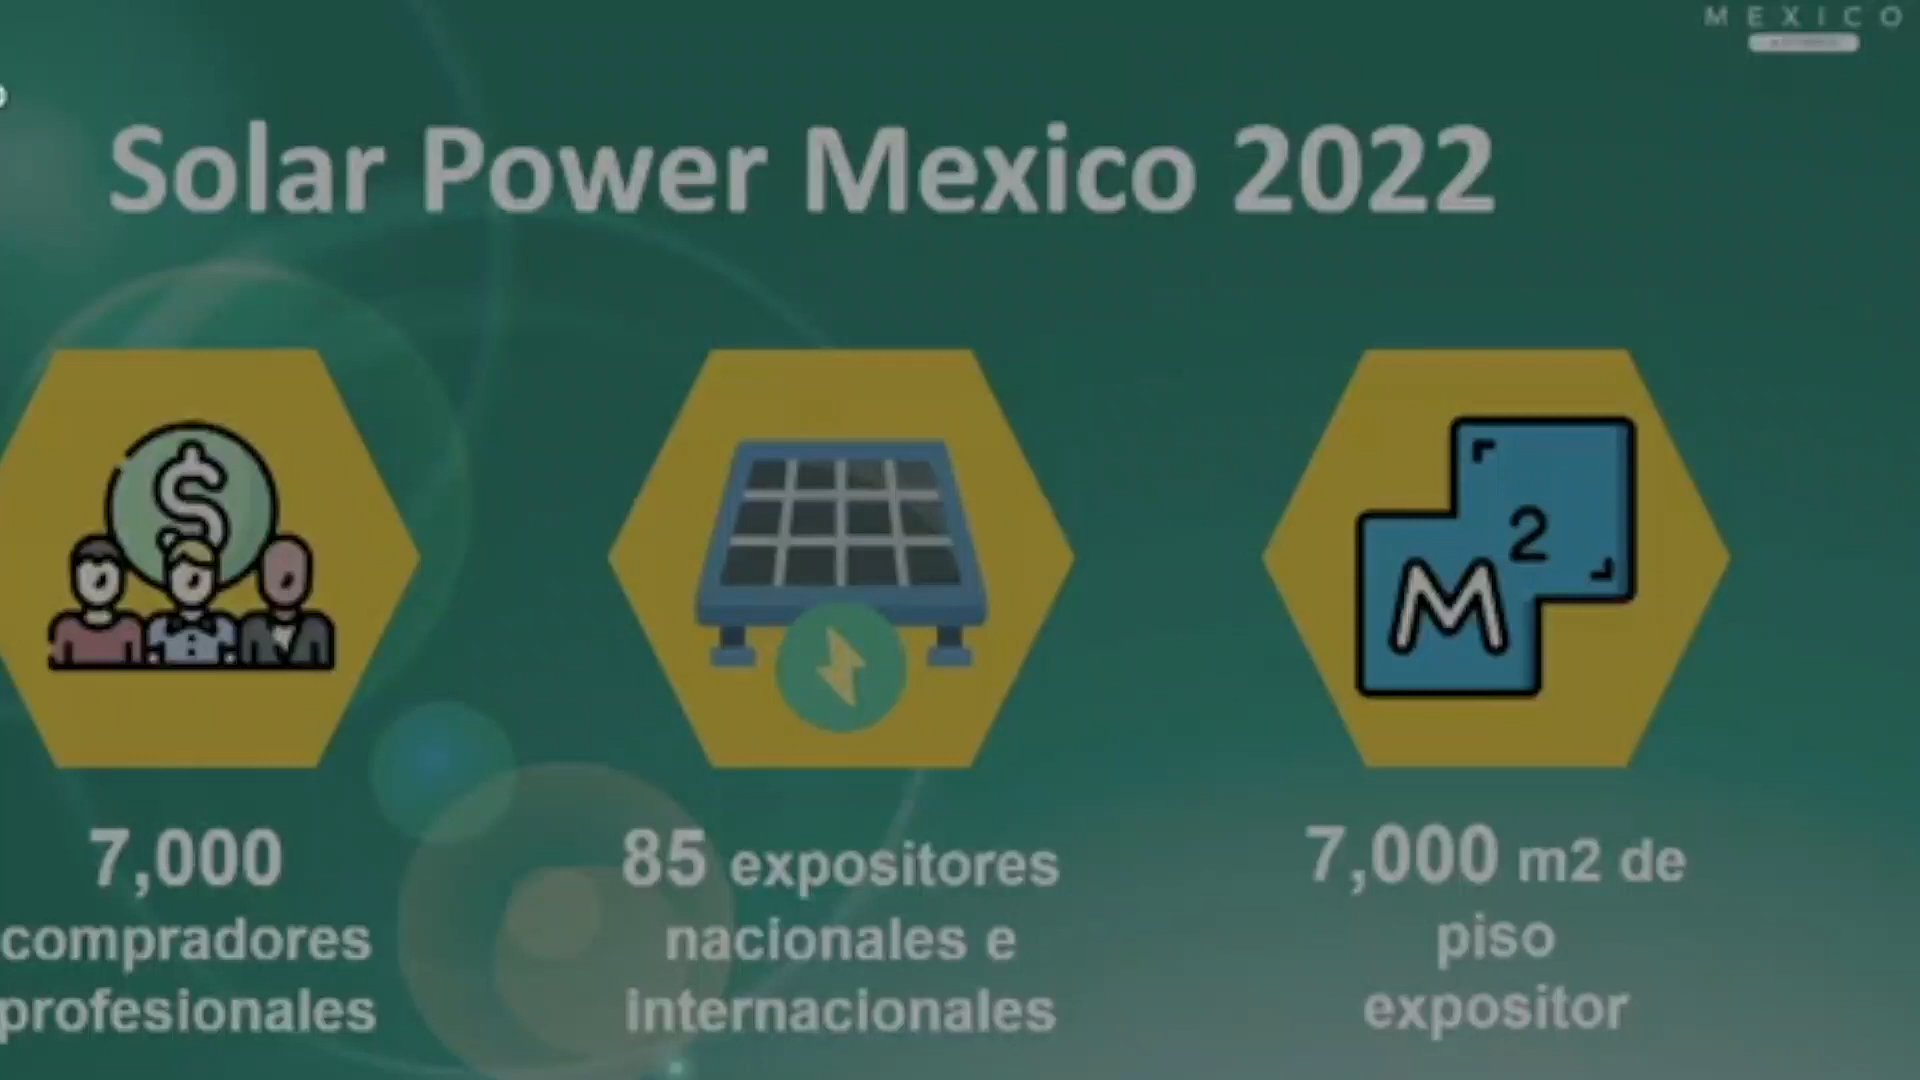 MEXICO
Solar Power Mexico 2022
$
M 2
7,000
compradores
profesionales
85 expositores
nacionales e
internacionales
7,000 m2 de
piso
expositor